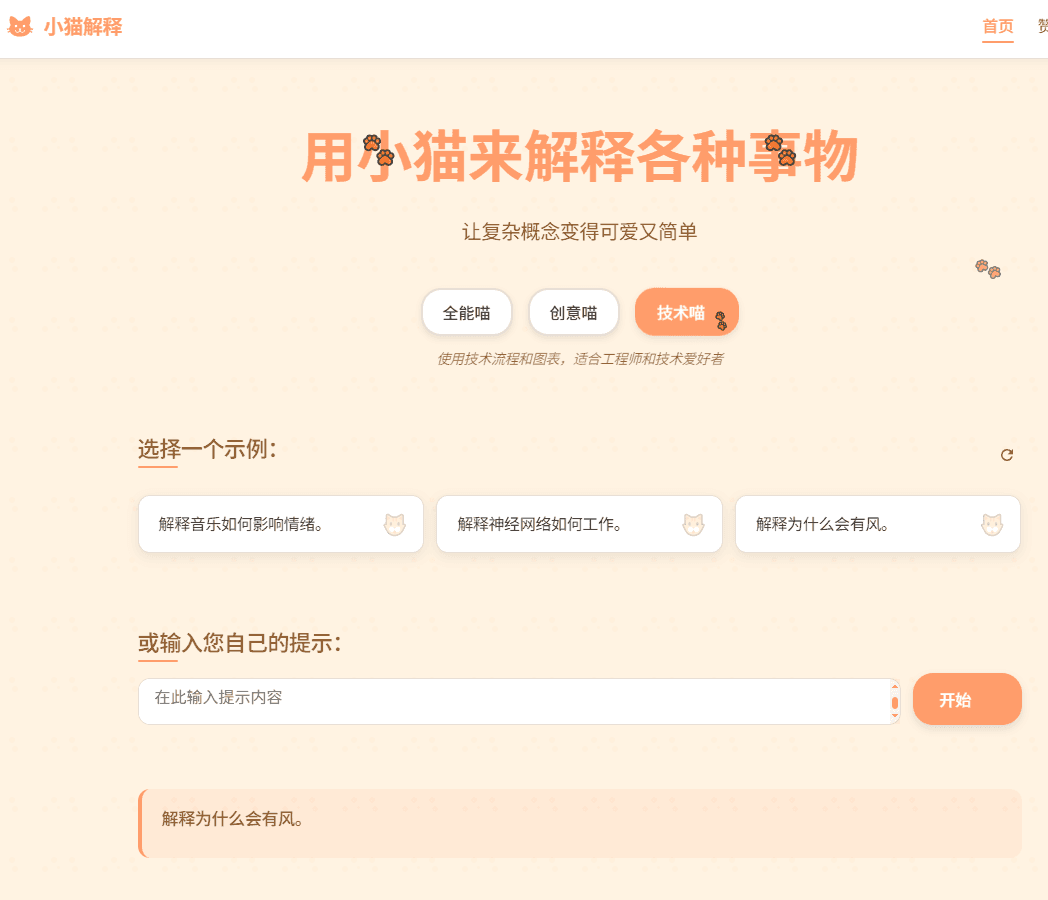 小猫解释
首页
用小猫来解释各种事物
让复杂概念变得可爱又简单
全能喵 创意喵 技术喵
使用技术流程和图表，适合工程师和技术爱好者
选择一个示例：
解释音乐如何影响情绪。 解释神经网络如何工作。 解释为什么会有风。
或输入您自己的提示：
在此输入提示内容
开始
解释为什么会有风。